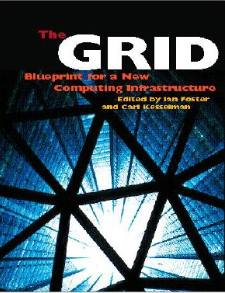 The
GRID
Blueprint for a New
Computing Infrastructure
Edited by Ian Foster
and Carl Kesselman